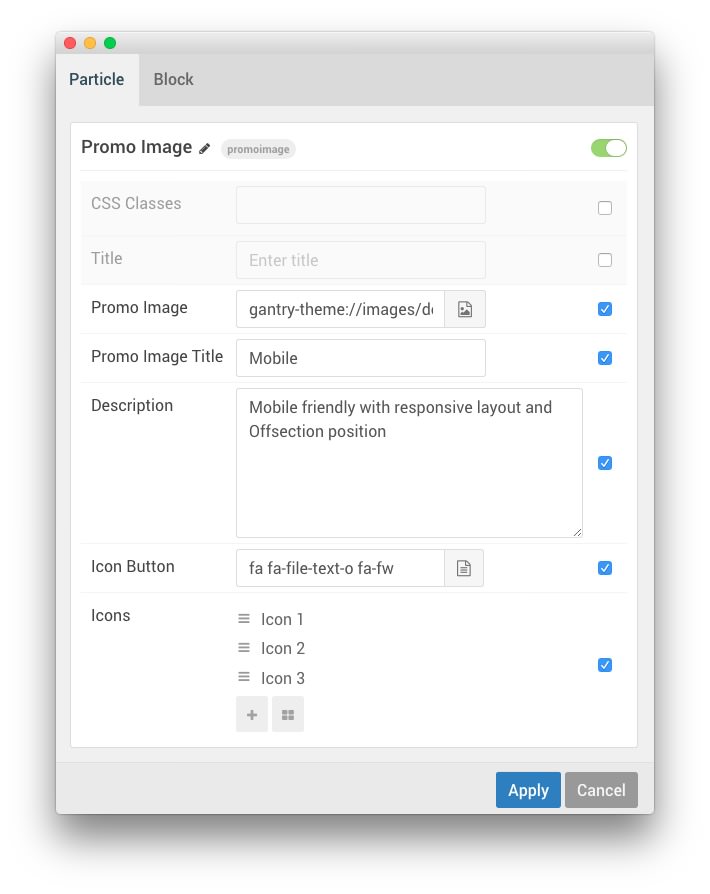 Particle
Block
Promo Image promoimage
CSS Classes
Title Enter title
Promo Image gantry-theme://images/d
Promo Image Title Mobile
Description Mobile friendly with responsive layout and
Offsection position
Icon Button fa fa-file-text-o fa-fw
Icons
Icon 1
Icon 2
Icon 3
Apply Cancel